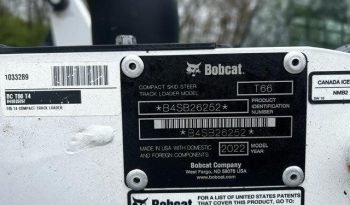 1033289
BC T66 T4
B4SB26252
T66 T4 COMPACT TRACK LOADER
Bobcat®
COMPACT SKID STEER
TRACK LOADER MODEL
T66
*B4SB26252*
PRODUCT
IDENTIFICATION
NUMBER
*B4SB26252*
MADE IN USA WITH DOMESTIC
AND FOREIGN COMPONENTS
2022
MODEL
YEAR
Bobcat Company
West Fargo, ND 58078 USA
www.bobcat.com
CANADA ICE
NMB2
Bobcat
FOR A LIST OF UNITED STATES PATENTS
THAT COVER THIS PRODUCT, GO TO: